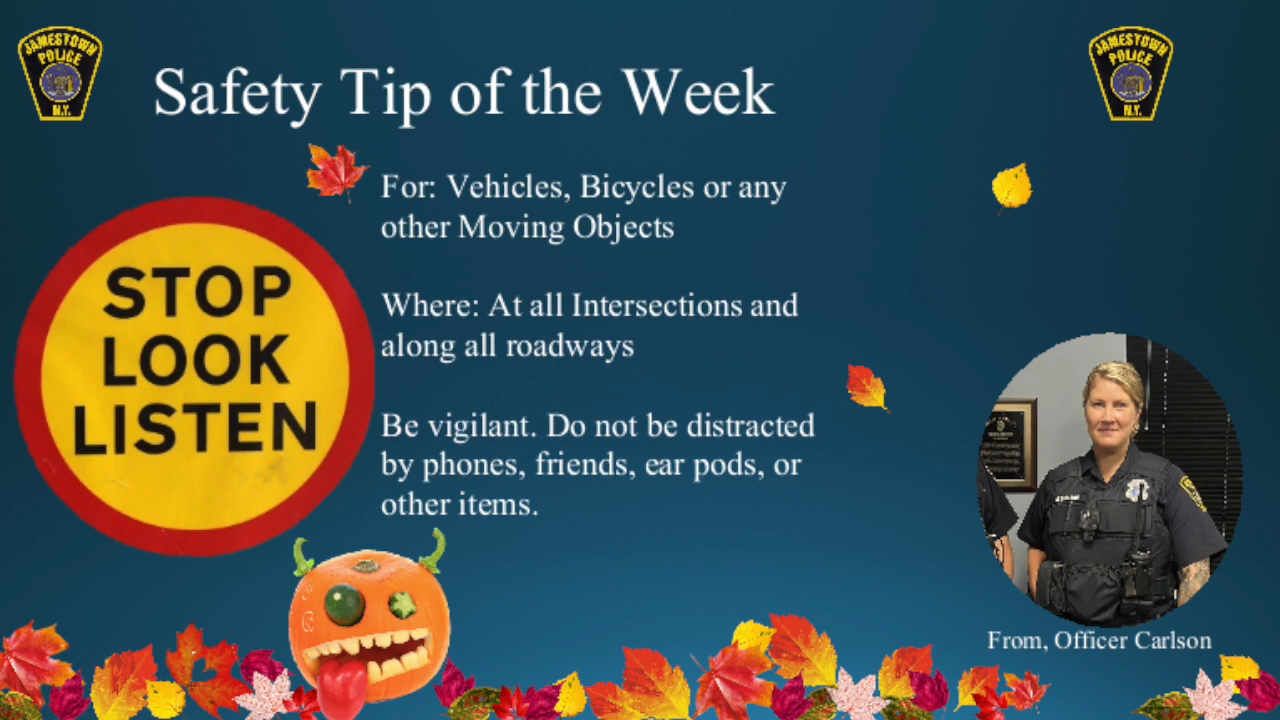 JAMESTOWN
POLICE
N.Y.
JAMESTOWN
POLICE
N.Y.
Safety Tip of the Week
For: Vehicles, Bicycles or any
other Moving Objects
Where: At all Intersections and
along all roadways
Be vigilant. Do not be distracted
by phones, friends, ear pods, or
other items.
STOP
LOOK
LISTEN
From, Officer Carlson